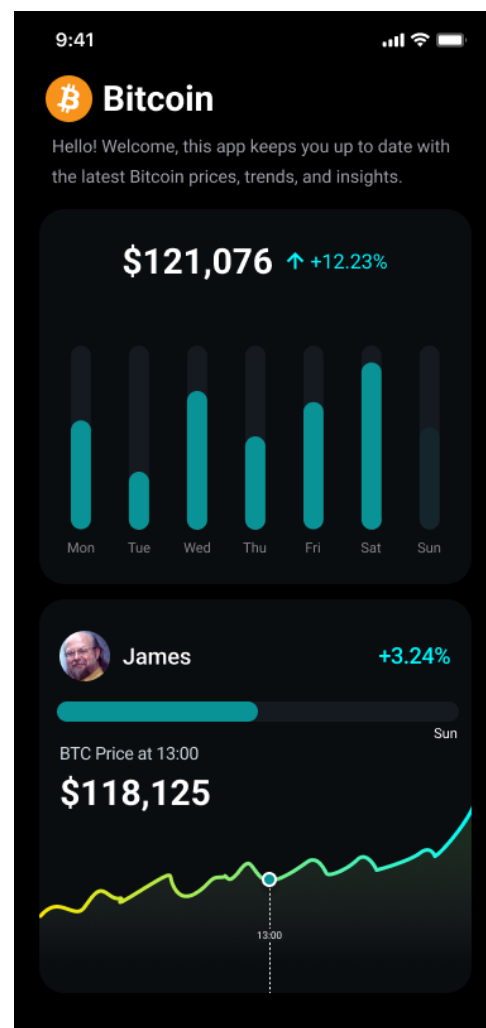 9:41
Bitcoin
Hello! Welcome, this app keeps you up to date with
the latest Bitcoin prices, trends, and insights.
$121,076 ↑ +12.23%
Mon Tue Wed Thu Fri Sat Sun
James +3.24%
Sun
BTC Price at 13:00
$118,125
13:00